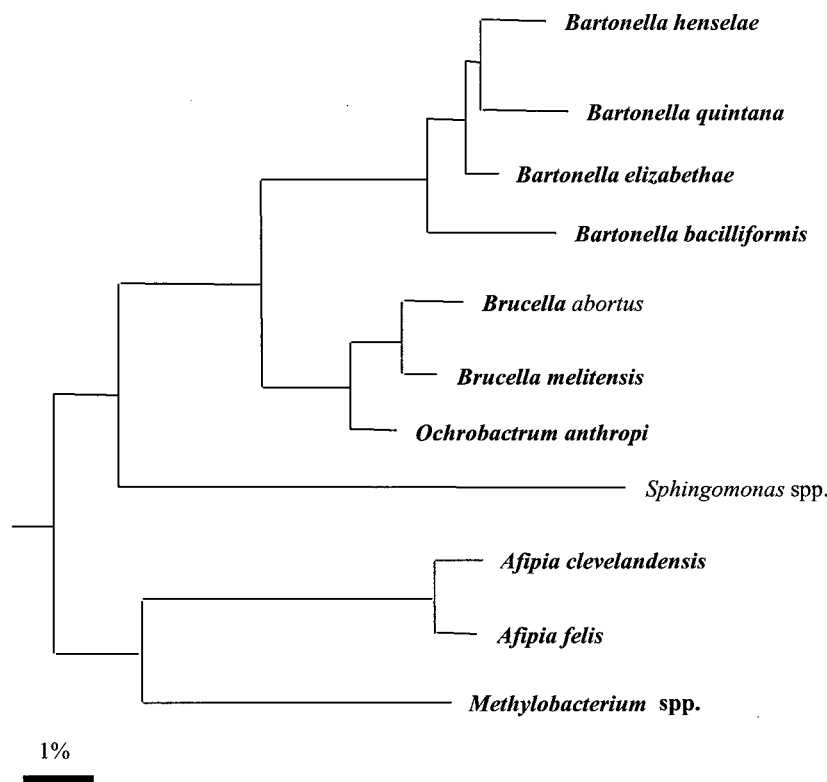 Bartonella henselae
Bartonella quintana
Bartonella elizabethae
Bartonella bacilliformis
Brucella abortus
Brucella melitensis
Ochrobactrum anthropi
Sphingomonas spp.
Afipia clevelandensis
Afipia felis
Methylobacterium spp.
1%